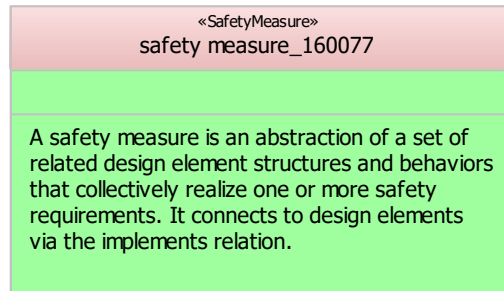 «SafetyMeasure»
safety measure_160077
A safety measure is an abstraction of a set of
related design element structures and behaviors
that collectively realize one or more safety
requirements. It connects to design elements
via the implements relation.